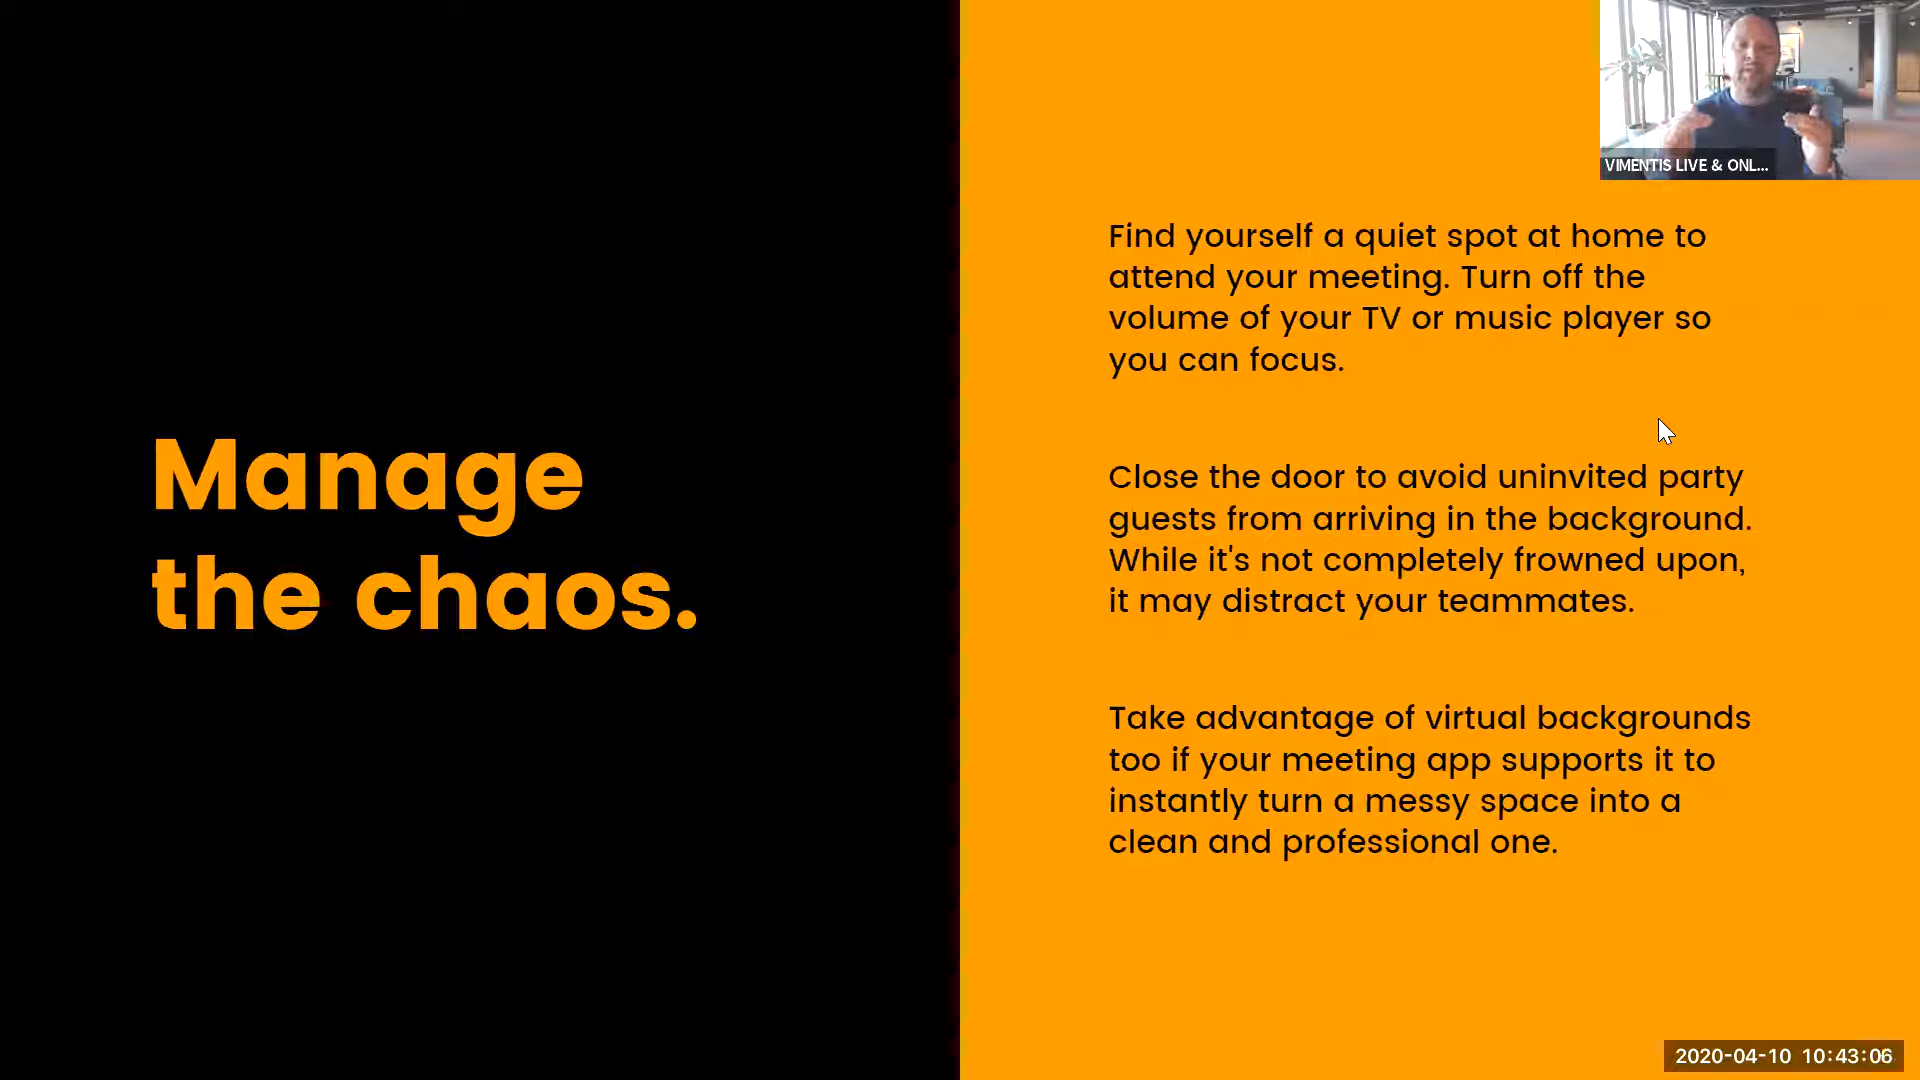 VIMENTIS LIVE & ONL...
Manage
the chaos.
Find yourself a quiet spot at home to
attend your meeting. Turn off the
volume of your TV or music player so
you can focus.
Close the door to avoid uninvited party
guests from arriving in the background.
While it's not completely frowned upon,
it may distract your teammates.
Take advantage of virtual backgrounds
too if your meeting app supports it to
instantly turn a messy space into a
clean and professional one.
2020-04-10 10:43:06